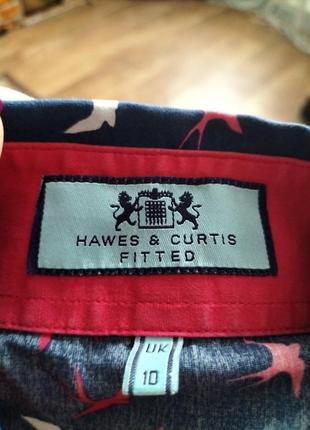 HAWES & CURTIS
FITTED
UK
10